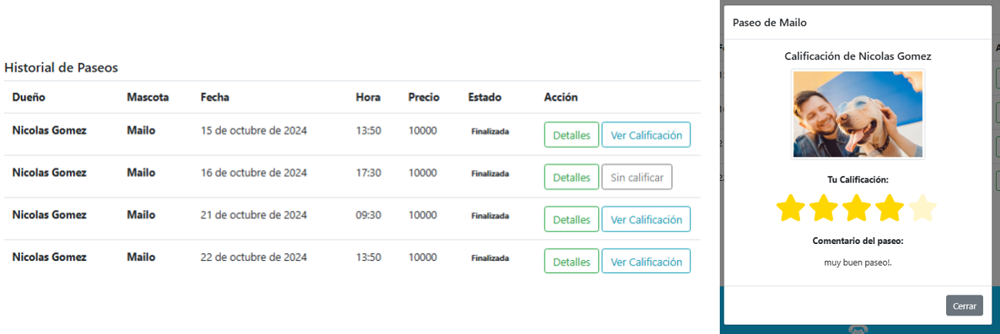 Historial de Paseos
Dueño Mascota Fecha Hora Precio Estado Acción
Nicolas Gomez Mailo 15 de octubre de 2024 13:50 10000 Finalizada Detalles Ver Calificación
Nicolas Gomez Mailo 16 de octubre de 2024 17:30 10000 Finalizada Detalles Sin calificar
Nicolas Gomez Mailo 21 de octubre de 2024 09:30 10000 Finalizada Detalles Ver Calificación
Nicolas Gomez Mailo 22 de octubre de 2024 13:50 10000 Finalizada Detalles Ver Calificación
Paseo de Mailo
Calificación de Nicolas Gomez
Tu Calificación:
Comentario del paseo:
muy buen paseo!.
Cerrar